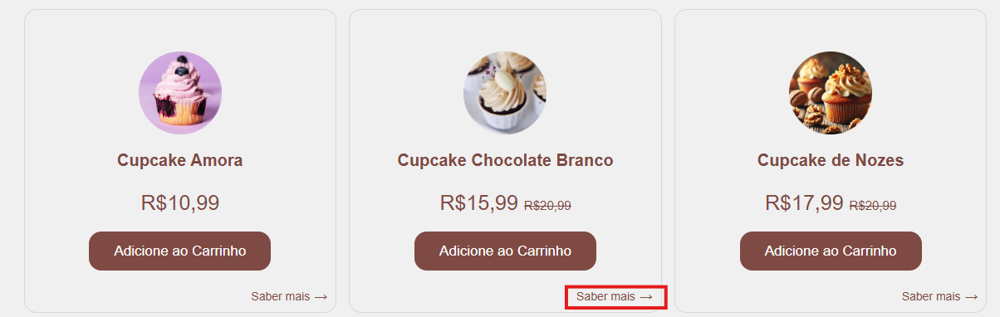 Cupcake Amora
R$10,99
Adicione ao Carrinho
Saber mais →
Cupcake Chocolate Branco
R$15,99 R$20,99
Adicione ao Carrinho
Saber mais →
Cupcake de Nozes
R$17,99 R$20,99
Adicione ao Carrinho
Saber mais →